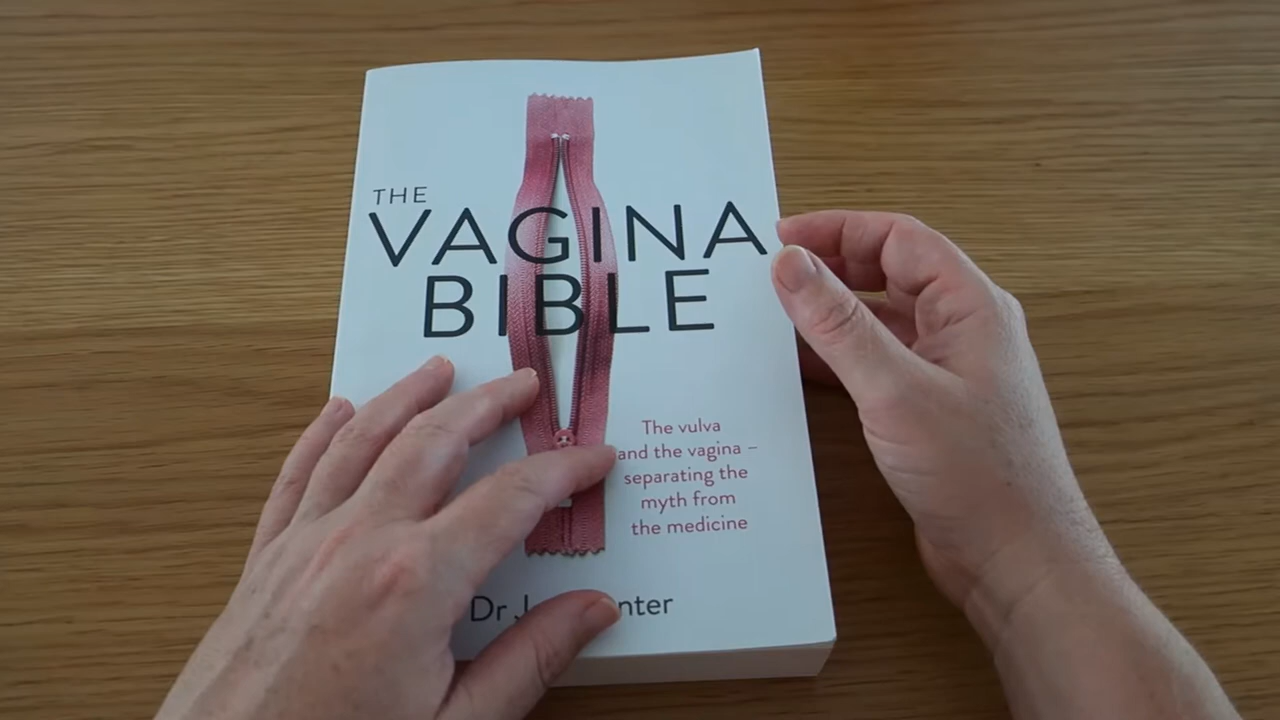 THE
VAGINA
BIBLE
The vulva
and the vagina –
separating the
myth from
the medicine
Dr